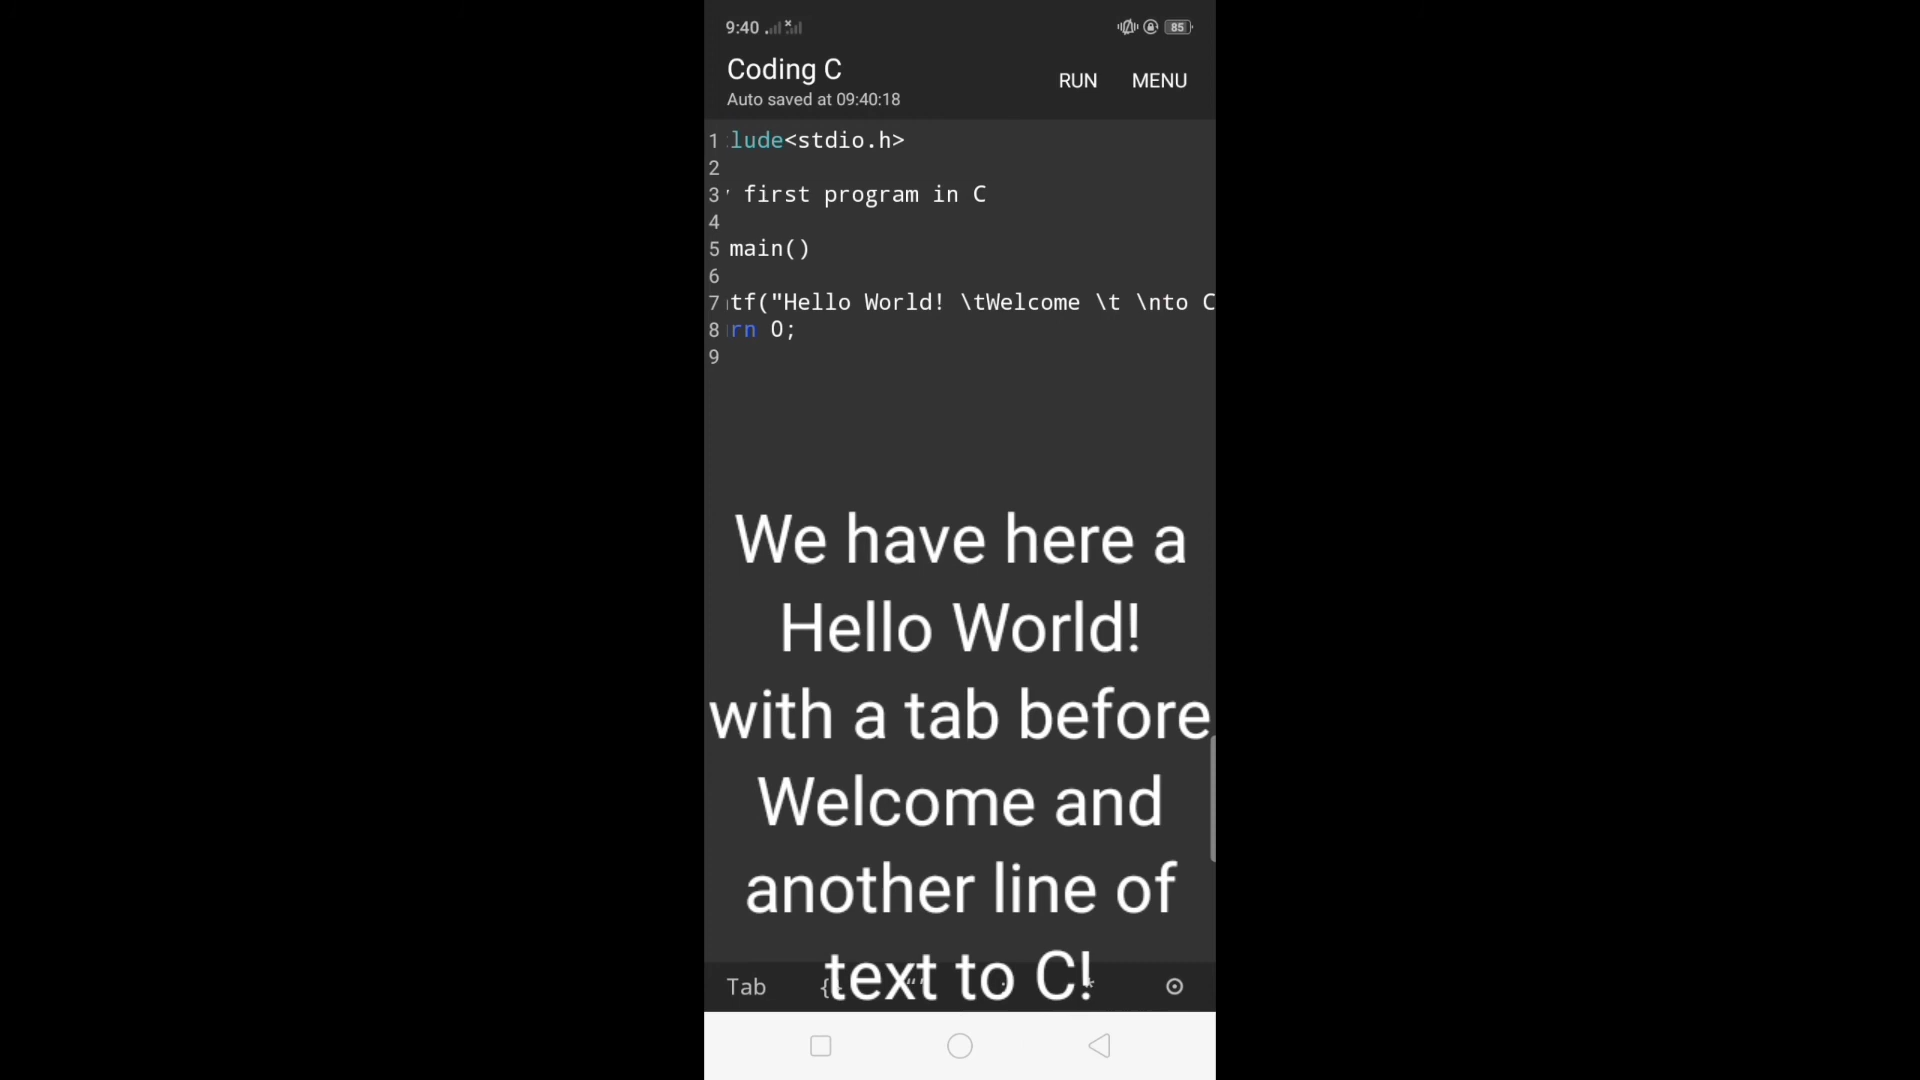 9:40
85
Coding C
Auto saved at 09:40:18
RUN MENU
1 lude<stdio.h>
2
3 first program in C
4
5 main()
6
7 tf("Hello World! \tWelcome \t \nto C
8 rn 0;
9
We have here a
Hello World!
with a tab before
Welcome and
another line of
text to C!
Tab